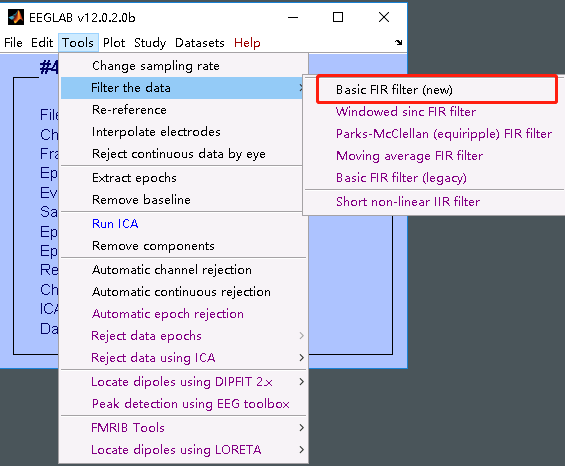 EEGLAB v12.0.2.0b
File Edit Tools Plot Study Datasets Help
#4
Change sampling rate
Filter the data
Basic FIR filter (new)
Re-reference
Windowed sinc FIR filter
Interpolate electrodes
Parks-McClellan (equiripple) FIR filter
Reject continuous data by eye
Moving average FIR filter
Extract epochs
Basic FIR filter (legacy)
Remove baseline
Short non-linear IIR filter
Run ICA
Remove components
Automatic channel rejection
Automatic continuous rejection
Automatic epoch rejection
Reject data epochs
Reject data using ICA
Locate dipoles using DIPFIT 2.x
Peak detection using EEG toolbox
FMRIB Tools
Locate dipoles using LORETA
File
Ch
Fra
Ep
Ev
Sa
Ep
Ep
Re
Ch
ICA
Da